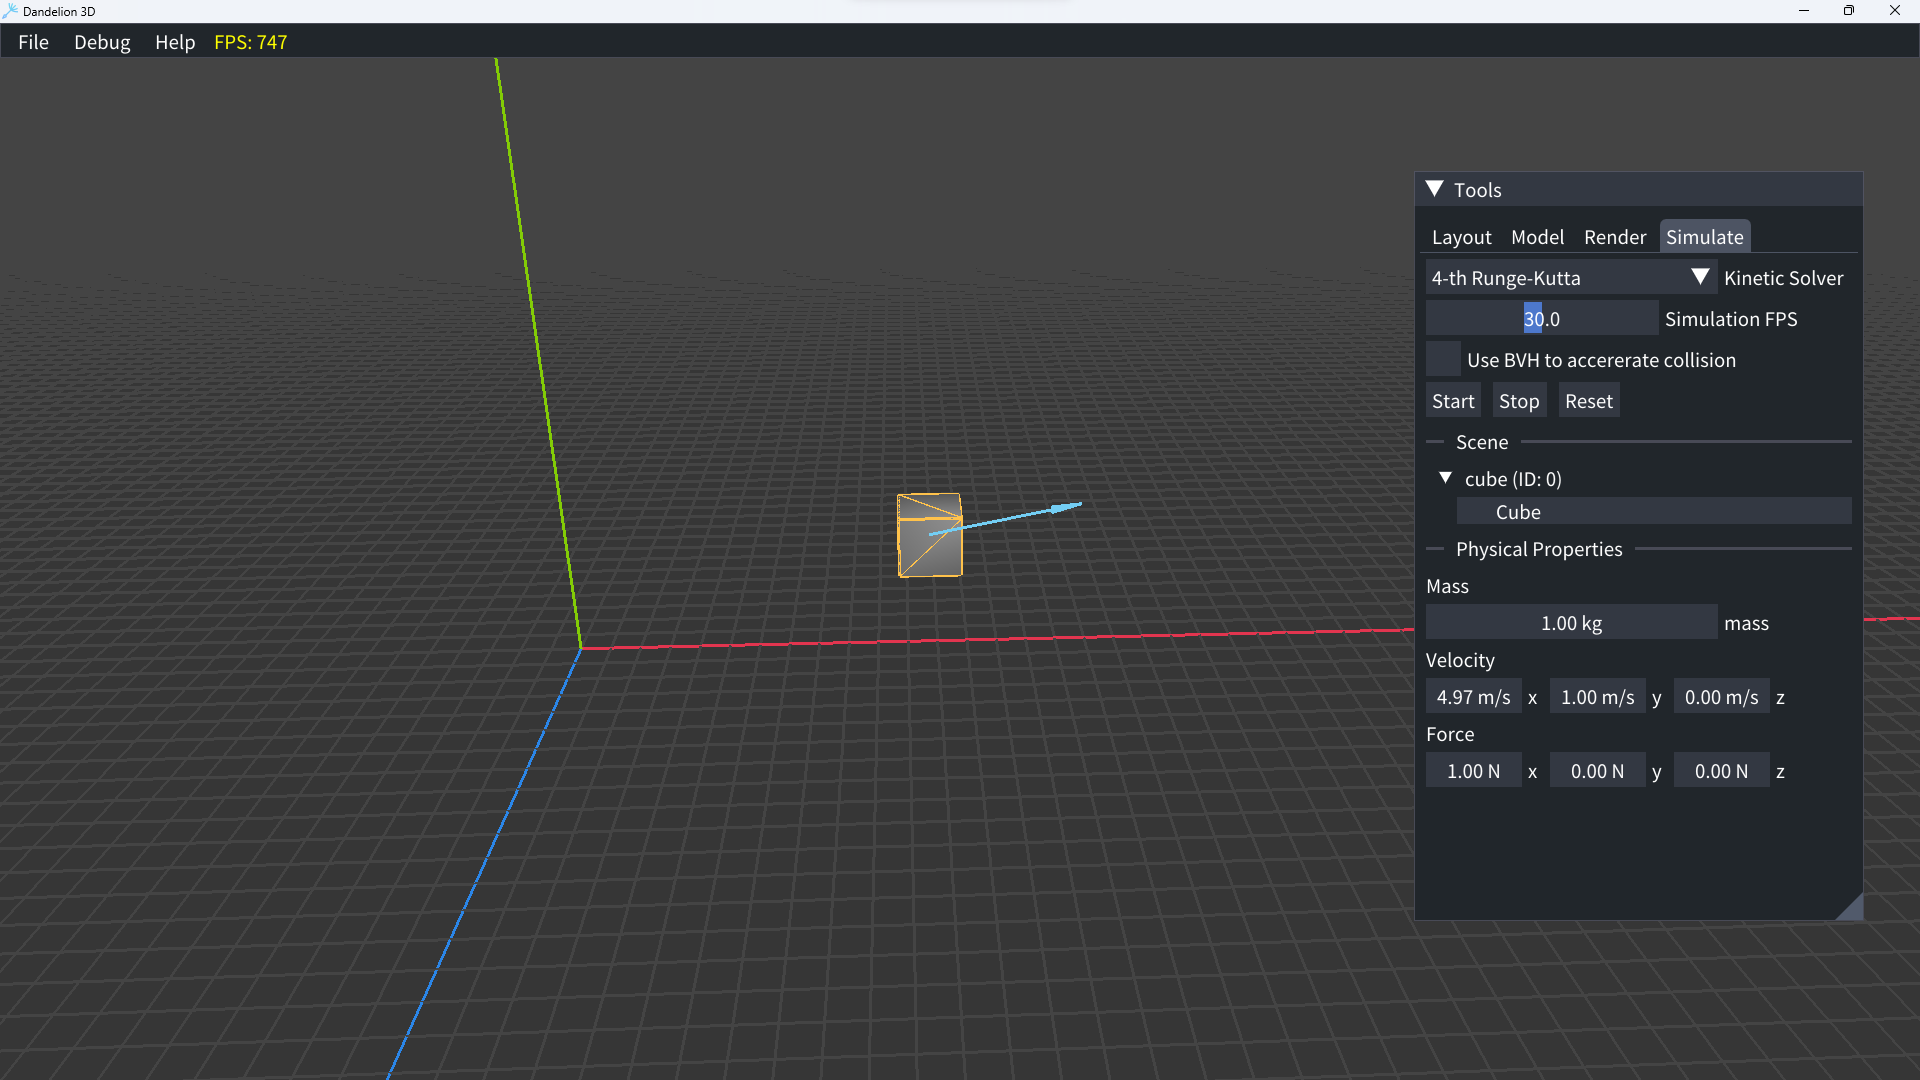 Dandelion 3D
File Debug Help FPS: 747
Tools
Layout Model Render Simulate
4-th Runge-Kutta Kinetic Solver
30.0 Simulation FPS
Use BVH to accererate collision
Start Stop Reset
Scene
cube (ID: 0)
Cube
Physical Properties
Mass
1.00 kg mass
Velocity
4.97 m/s x 1.00 m/s y 0.00 m/s z
Force
1.00 N x 0.00 N y 0.00 N z